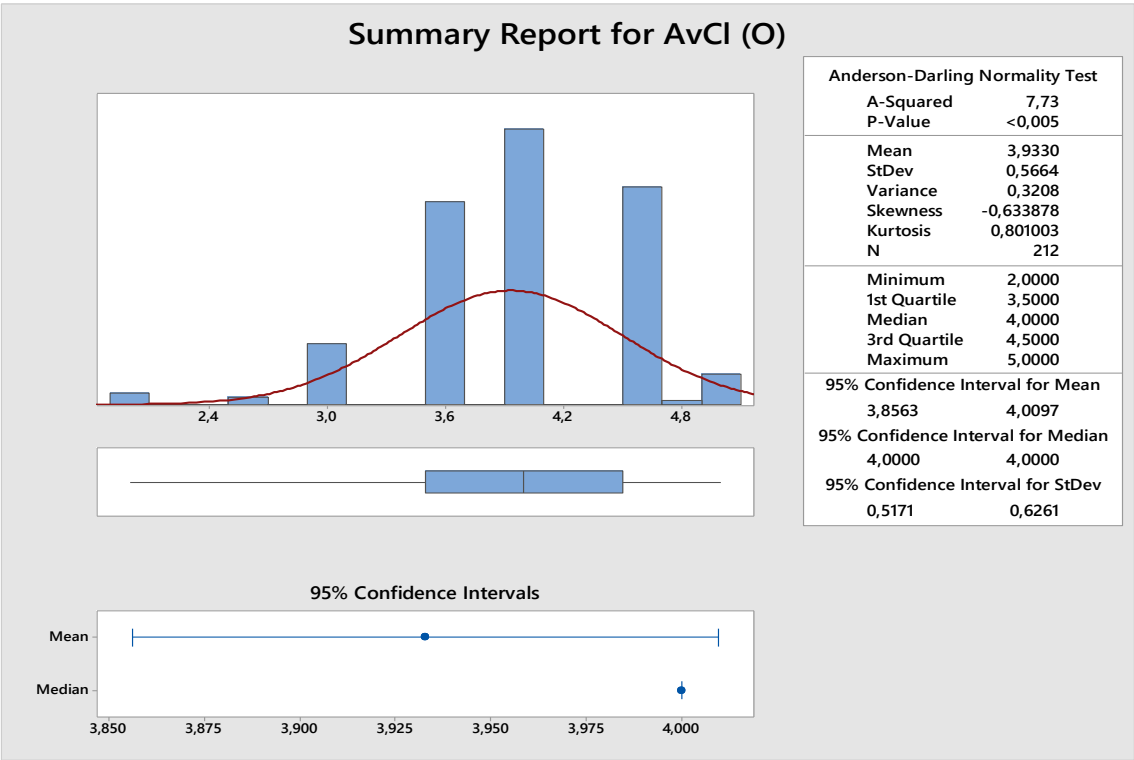 Summary Report for AvCl (O)
2,4 3,0 3,6 4,2 4,8
Anderson-Darling Normality Test
A-Squared 7,73
P-Value <0,005
Mean 3,9330
StDev 0,5664
Variance 0,3208
Skewness -0,633878
Kurtosis 0,801003
N 212
Minimum 2,0000
1st Quartile 3,5000
Median 4,0000
3rd Quartile 4,5000
Maximum 5,0000
95% Confidence Interval for Mean
3,8563 4,0097
95% Confidence Interval for Median
4,0000 4,0000
95% Confidence Interval for StDev
0,5171 0,6261
95% Confidence Intervals
Mean
Median
3,850 3,875 3,900 3,925 3,950 3,975 4,000